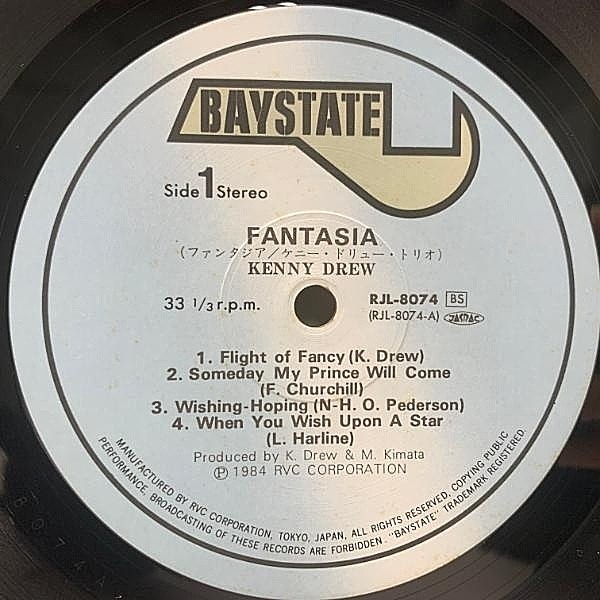 BAYSTATE
Side 1 Stereo
FANTASIA
(ファンタジア/ケニー・ドリュー・トリオ)
KENNY DREW
33 1/3 r.p.m.
RJL-8074 BS
(RJL-8074-A) JASRAC
1. Flight of Fancy (K. Drew)
2. Someday My Prince Will Come
(F. Churchill)
3. Wishing-Hoping (N-H. O. Pederson)
4. When You Wish Upon A Star
(L. Harline)
Produced by K. Drew & M. Kimata
Ⓟ 1984 RVC CORPORATION
MANUFACTURED BY RVC CORPORATION, TOKYO, JAPAN, ALL RIGHTS RESERVED, COPYING PUBLIC
PERFORMANCE, BROADCASTING OF THESE RECORDS ARE FORBIDDEN. "BAYSTATE" TRADEMARK REGISTERED.